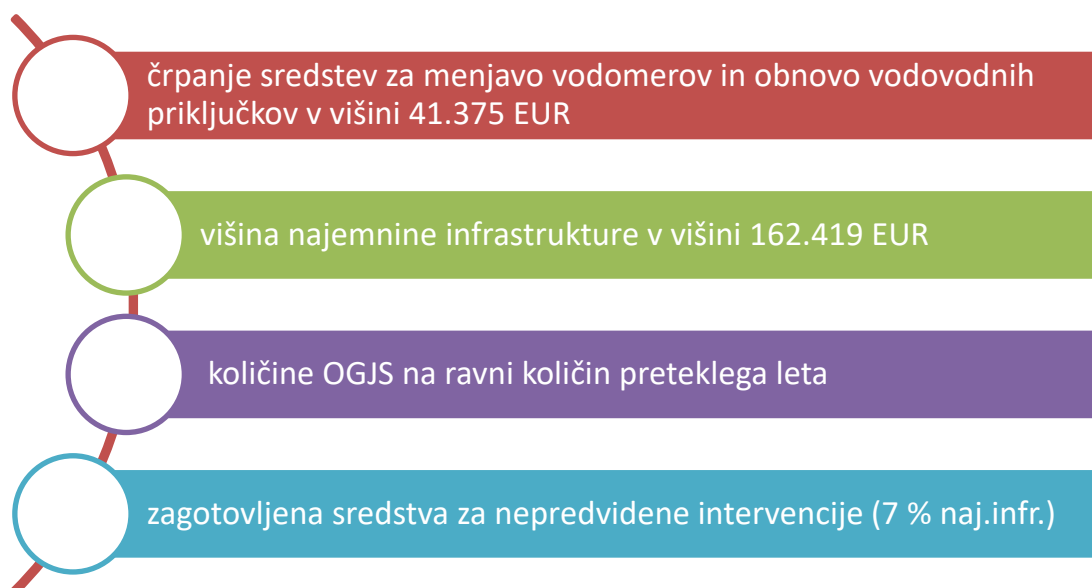 črpanje sredstev za menjavo vodomerov in obnovo vodovodnih
priključkov v višini 41.375 EUR
višina najemnine infrastrukture v višini 162.419 EUR
količine OGJS na ravni količin preteklega leta
zagotovljena sredstva za nepredvidene intervencije (7 % naj.infr.)